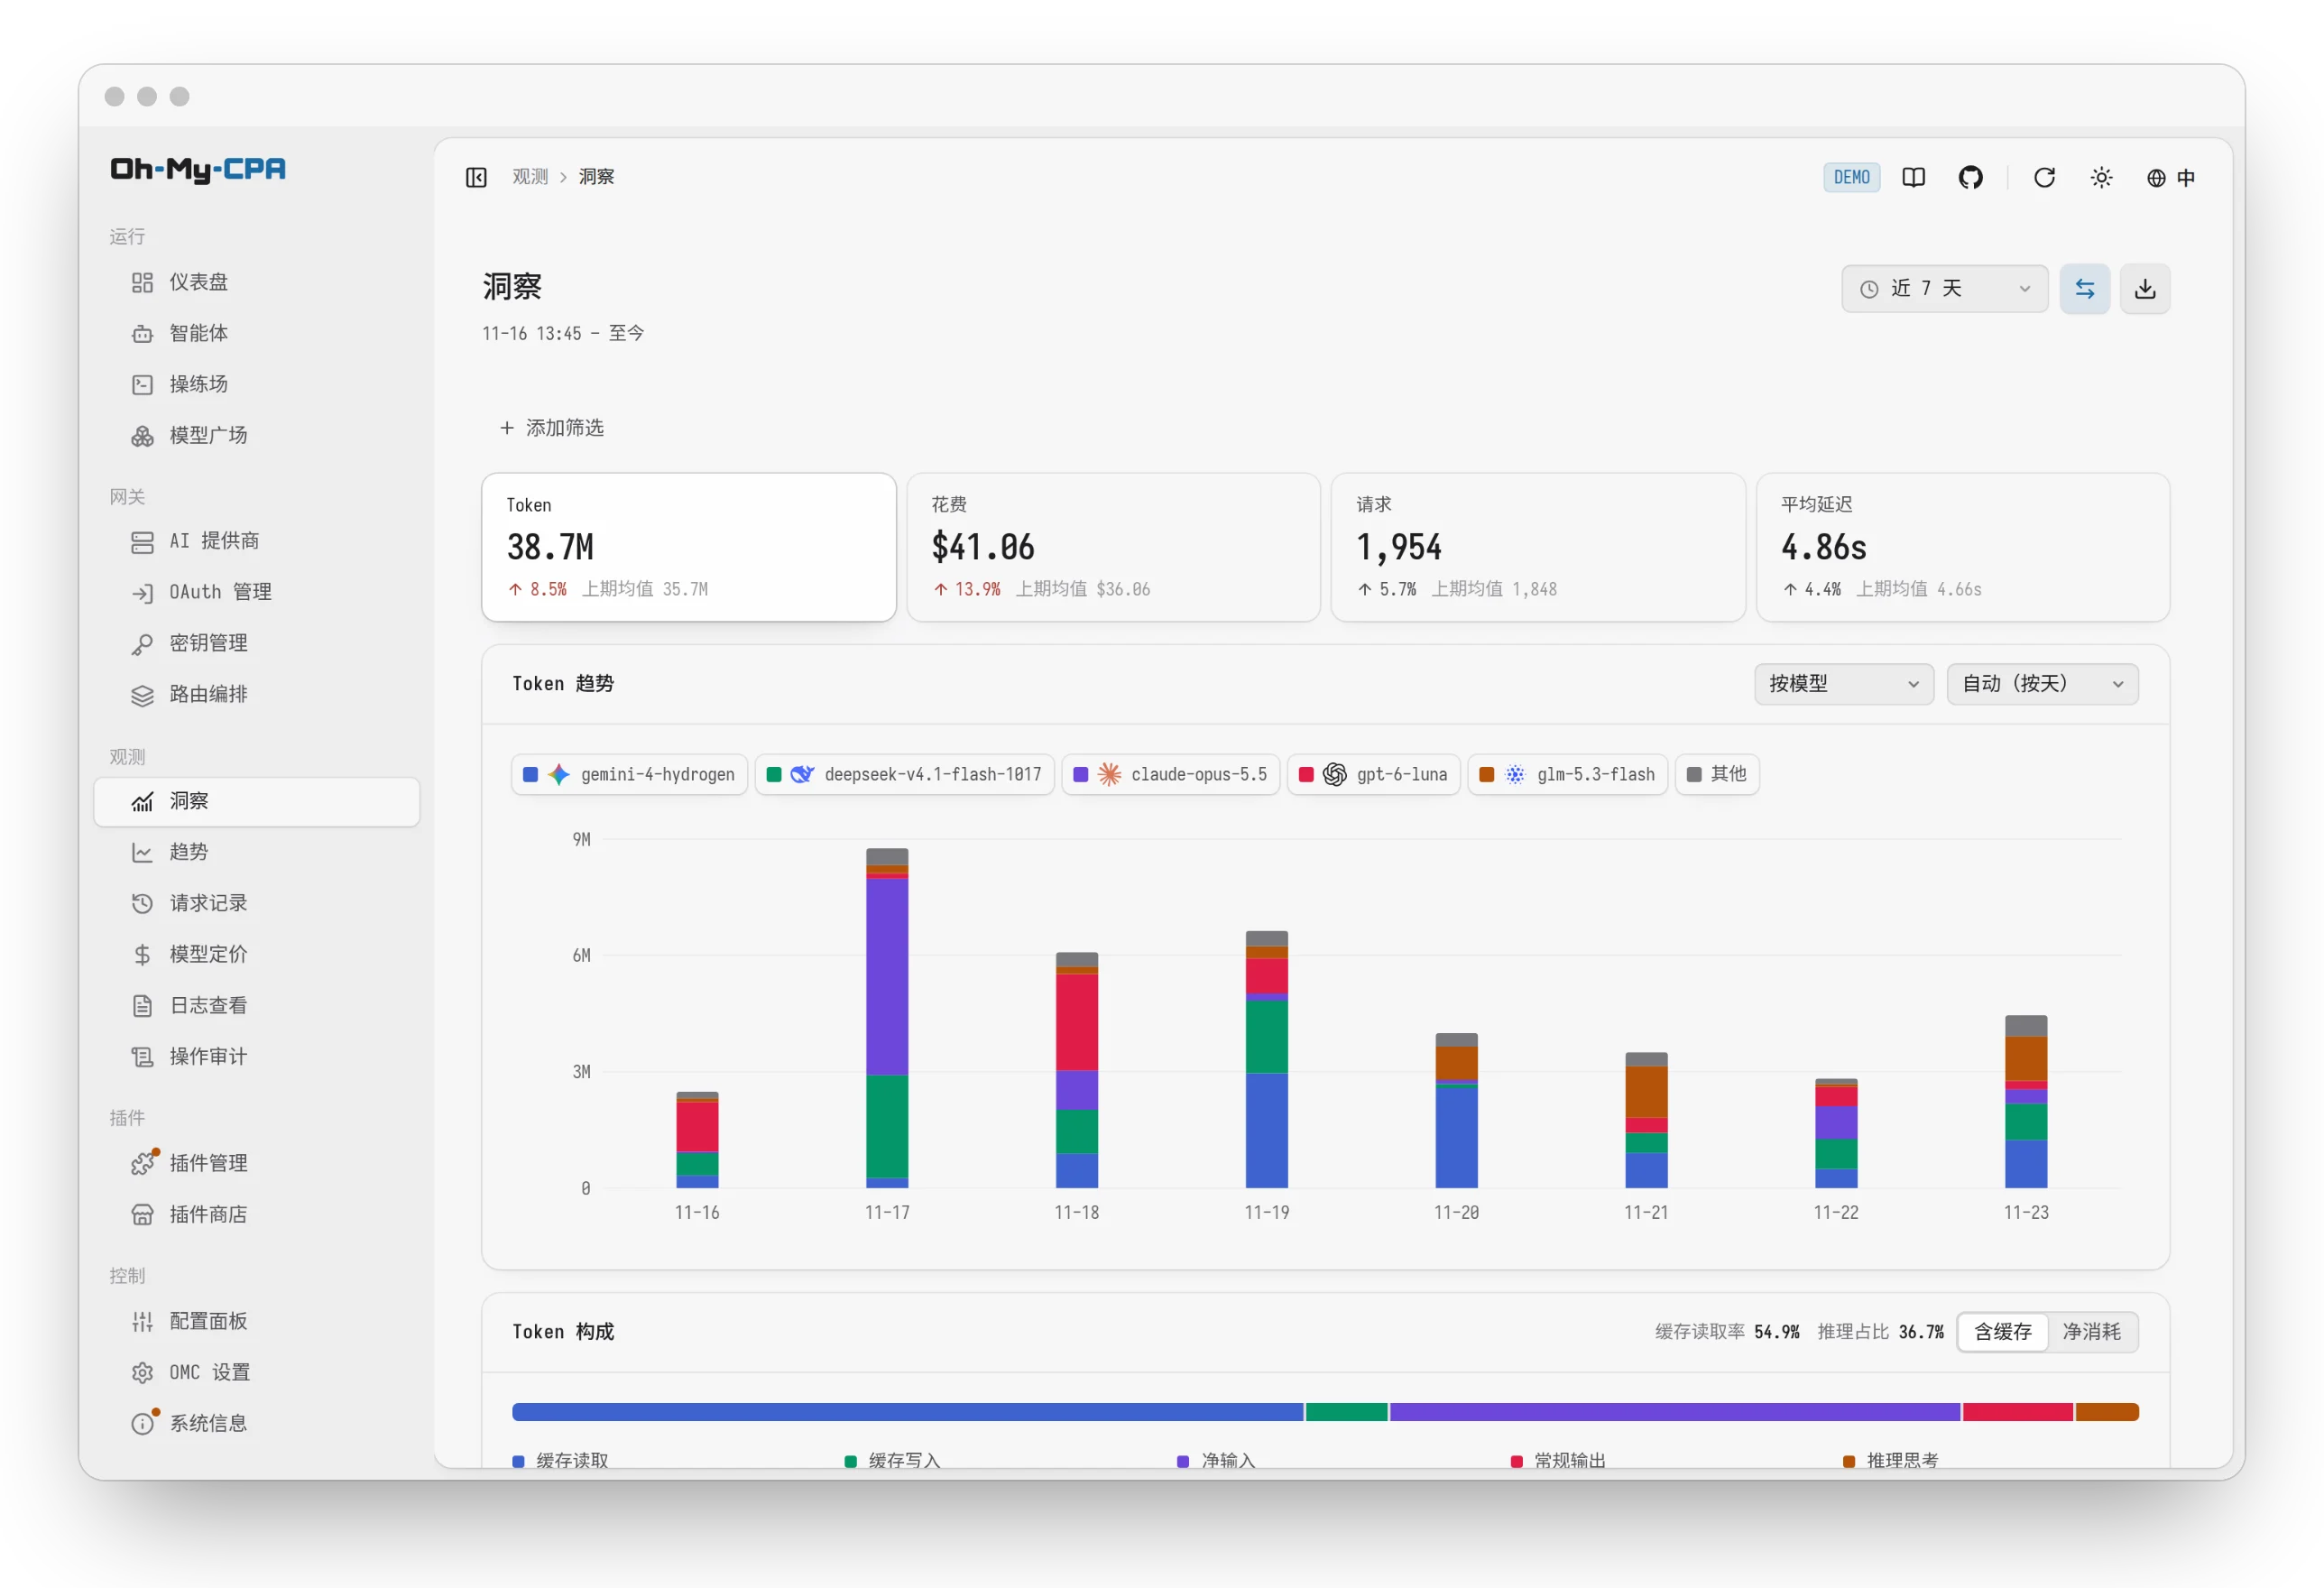 Oh-My-CPA
运行
仪表盘
智能体
操练场
模型广场
网关
AI 提供商
OAuth 管理
密钥管理
路由编排
观测
洞察
趋势
请求记录
模型定价
日志查看
操作审计
插件
插件管理
插件商店
控制
配置面板
OMC 设置
系统信息
观测 > 洞察
DEMO
中
洞察
近 7 天
11-16 13:45 – 至今
+ 添加筛选
Token
38.7M
↑ 8.5% 上期均值 35.7M
花费
$41.06
↑ 13.9% 上期均值 $36.06
请求
1,954
↑ 5.7% 上期均值 1,848
平均延迟
4.86s
↑ 4.4% 上期均值 4.66s
Token 趋势
按模型
自动（按天）
gemini-4-hydrogen
deepseek-v4.1-flash-1017
claude-opus-5.5
gpt-6-luna
glm-5.3-flash
其他
9M
6M
3M
0
11-16
11-17
11-18
11-19
11-20
11-21
11-22
11-23
Token 构成
缓存读取率 54.9% 推理占比 36.7%
含缓存
净消耗
缓存读取
缓存写入
净输入
常规输出
推理思考